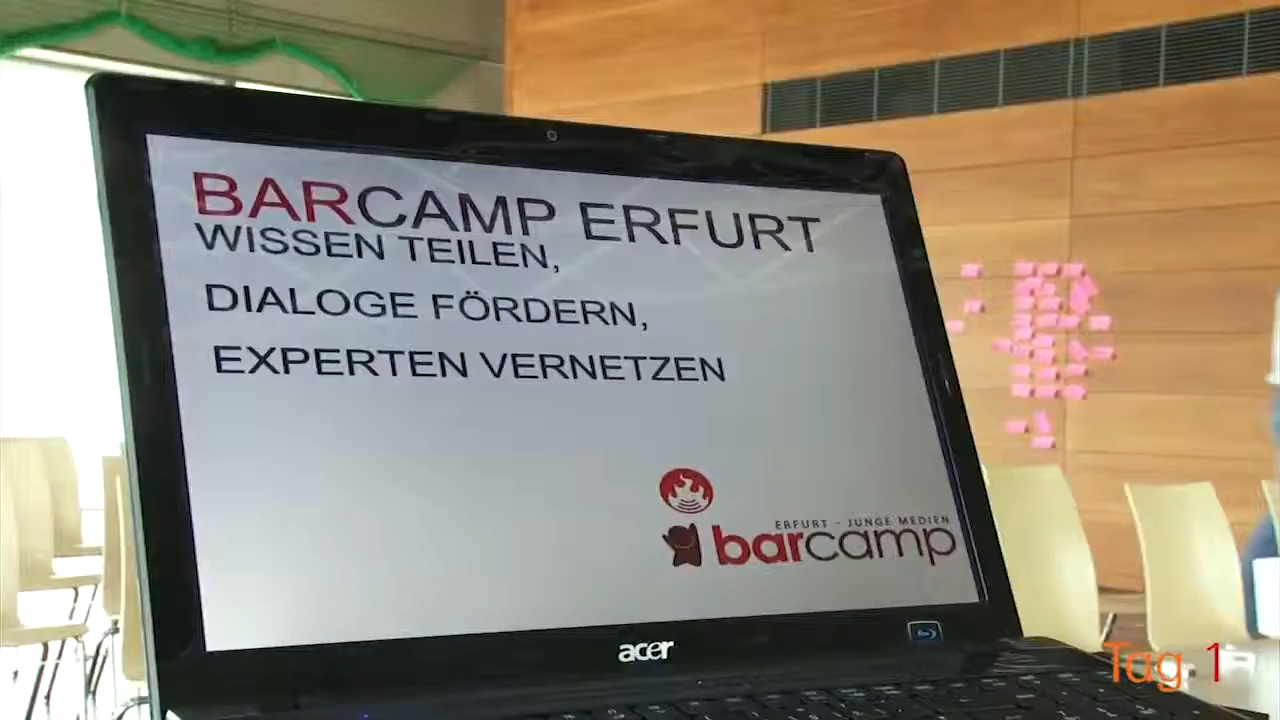 BARCAMP ERFURT
WISSEN TEILEN,
DIALOGE FÖRDERN,
EXPERTEN VERNETZEN
ERFURT - JUNGE MEDIEN
barcamp
acer
Tag 1